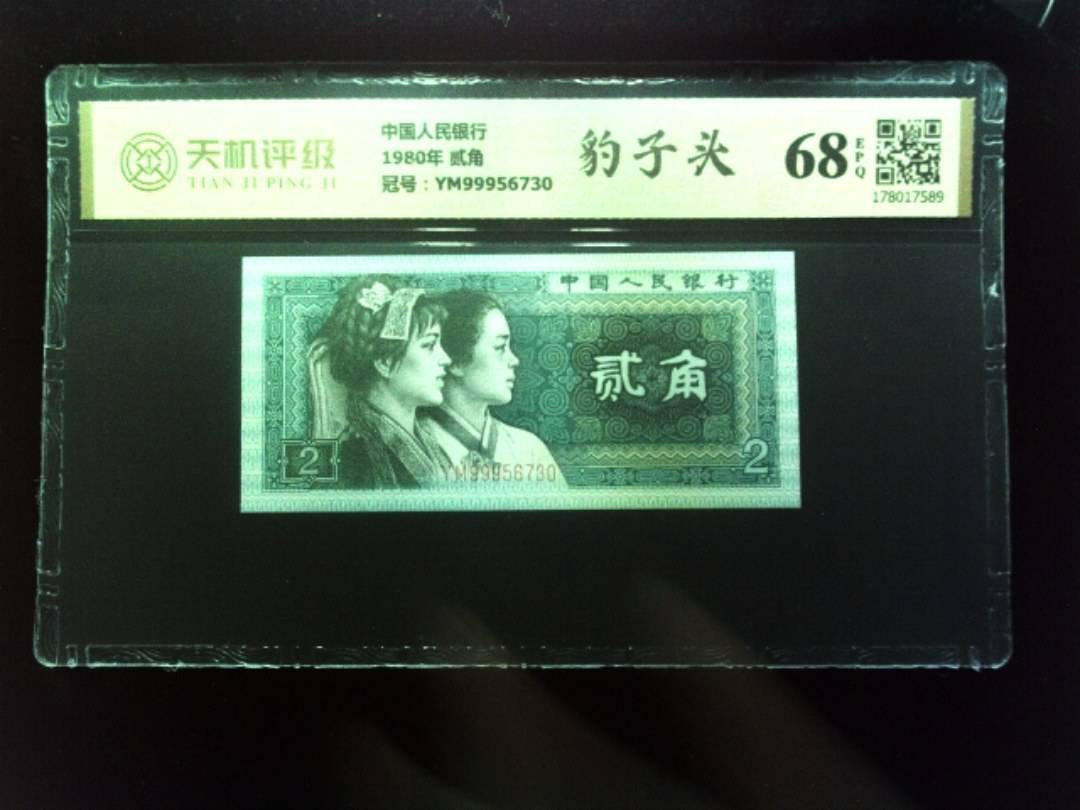 天机评级
TIAN JI PING JI
中国人民银行
1980年 贰角
冠号：YM99956730
豹子头
68
EPQ
178017589
中国人民银行
贰角
2
2
YM99956730